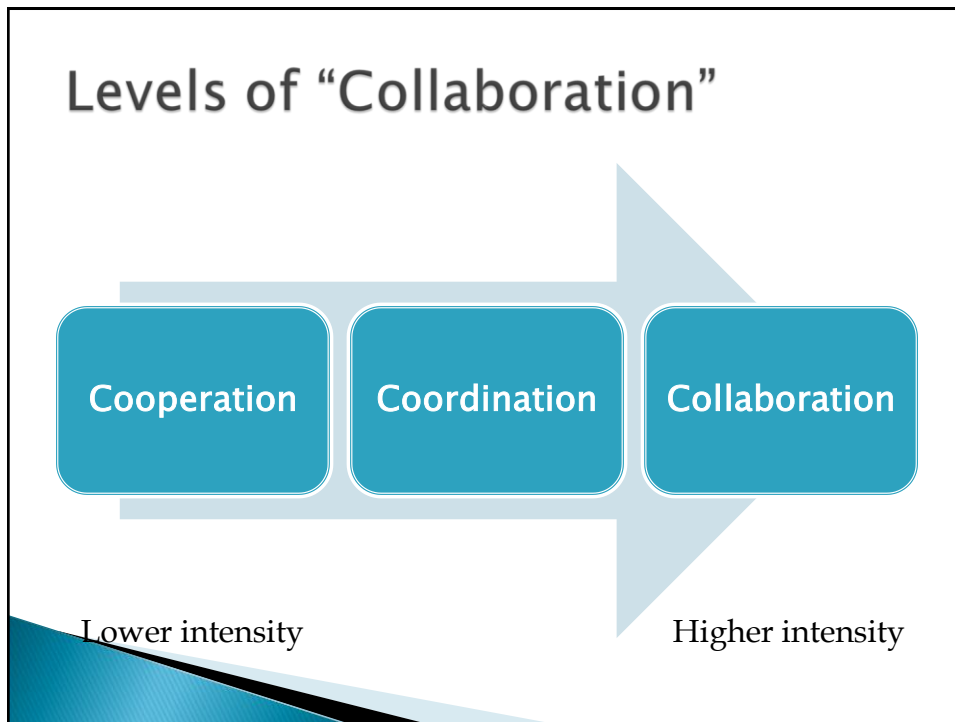 Levels of “Collaboration”
Cooperation
Coordination
Collaboration
Lower intensity
Higher intensity